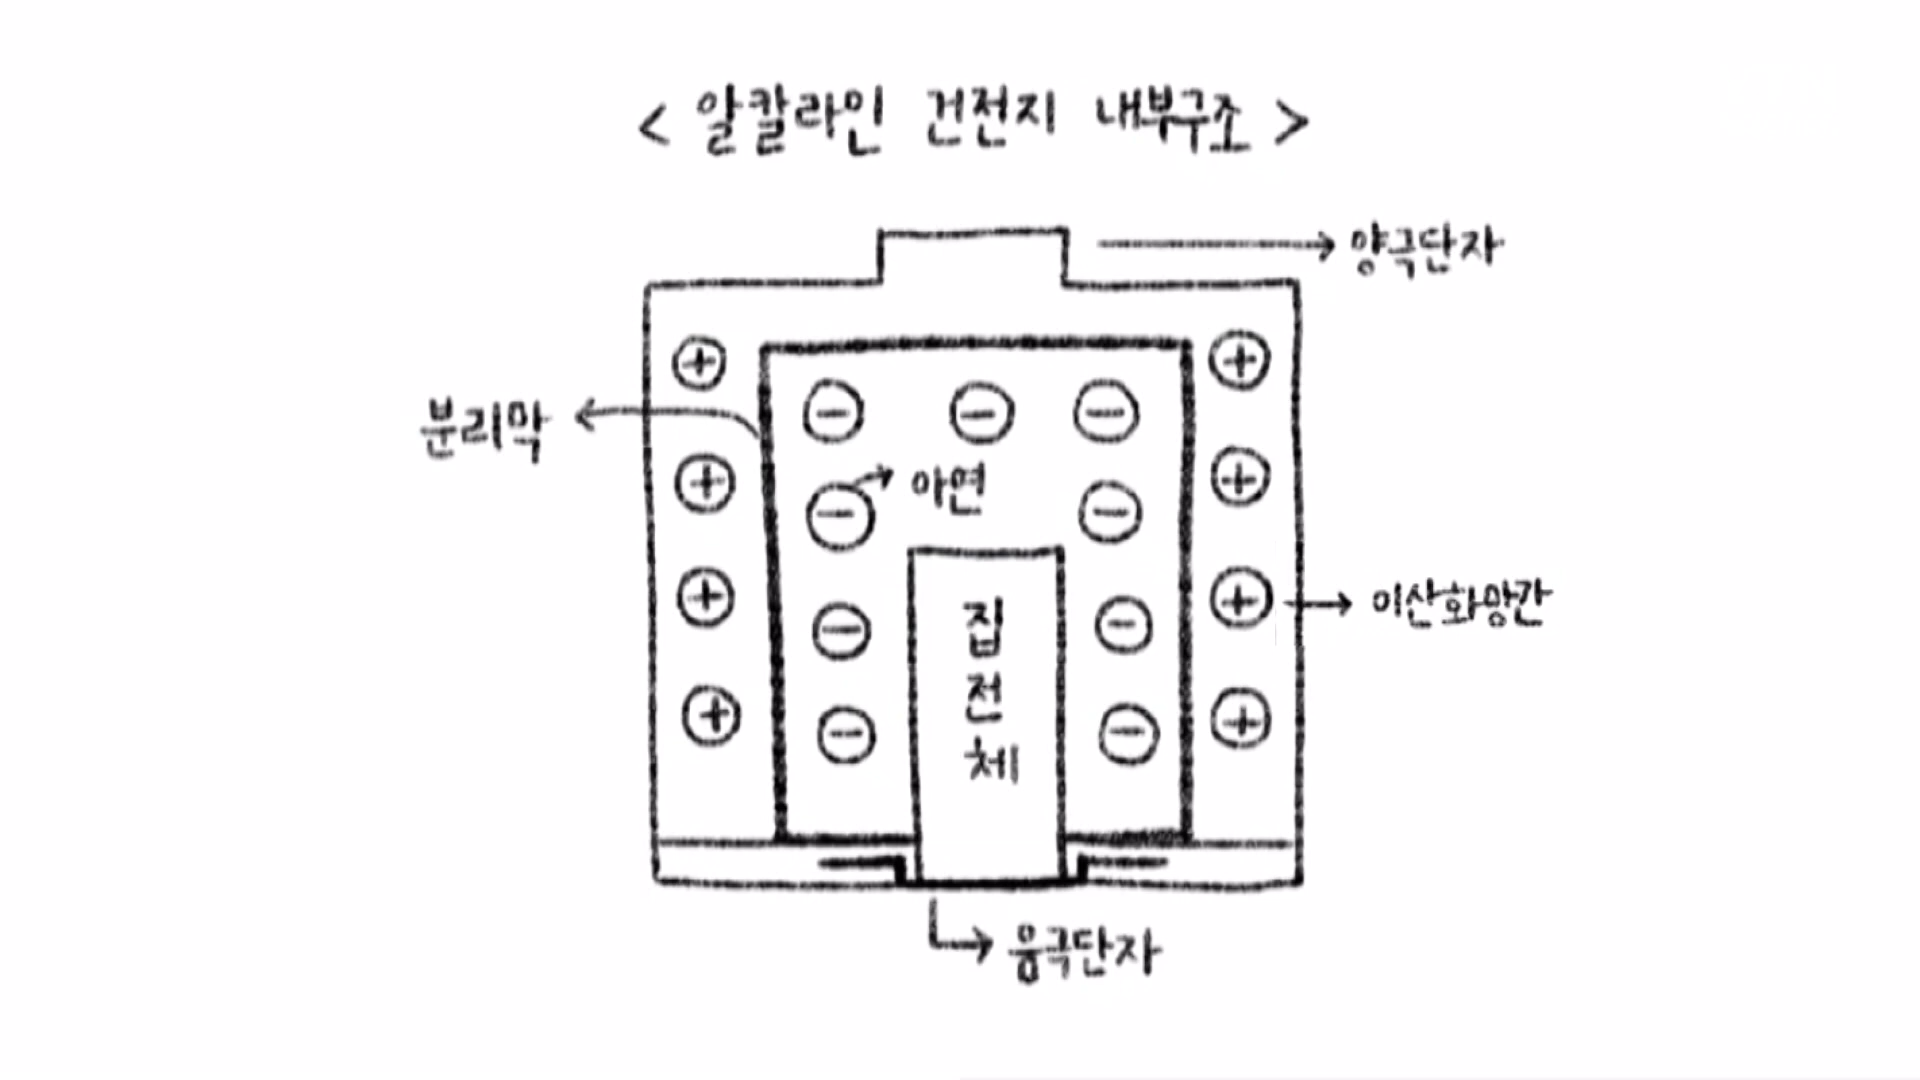 < 알칼라인 건전지 내부구조 >
양극단자
분리막
아연
집
전
체
이산화망간
음극단자